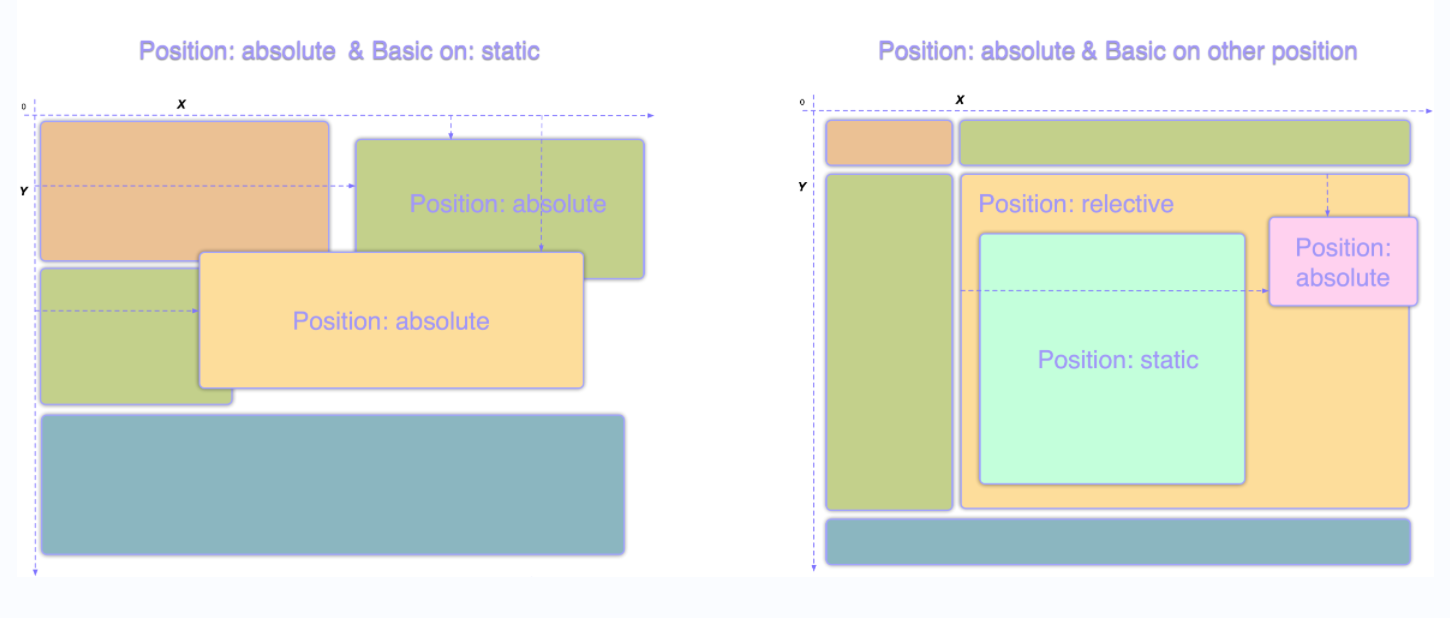 Position: absolute & Basic on: static
0
X
Y
Position: absolute
Position: absolute
Position: absolute & Basic on other position
0
X
Y
Position: relective
Position:
absolute
Position: static